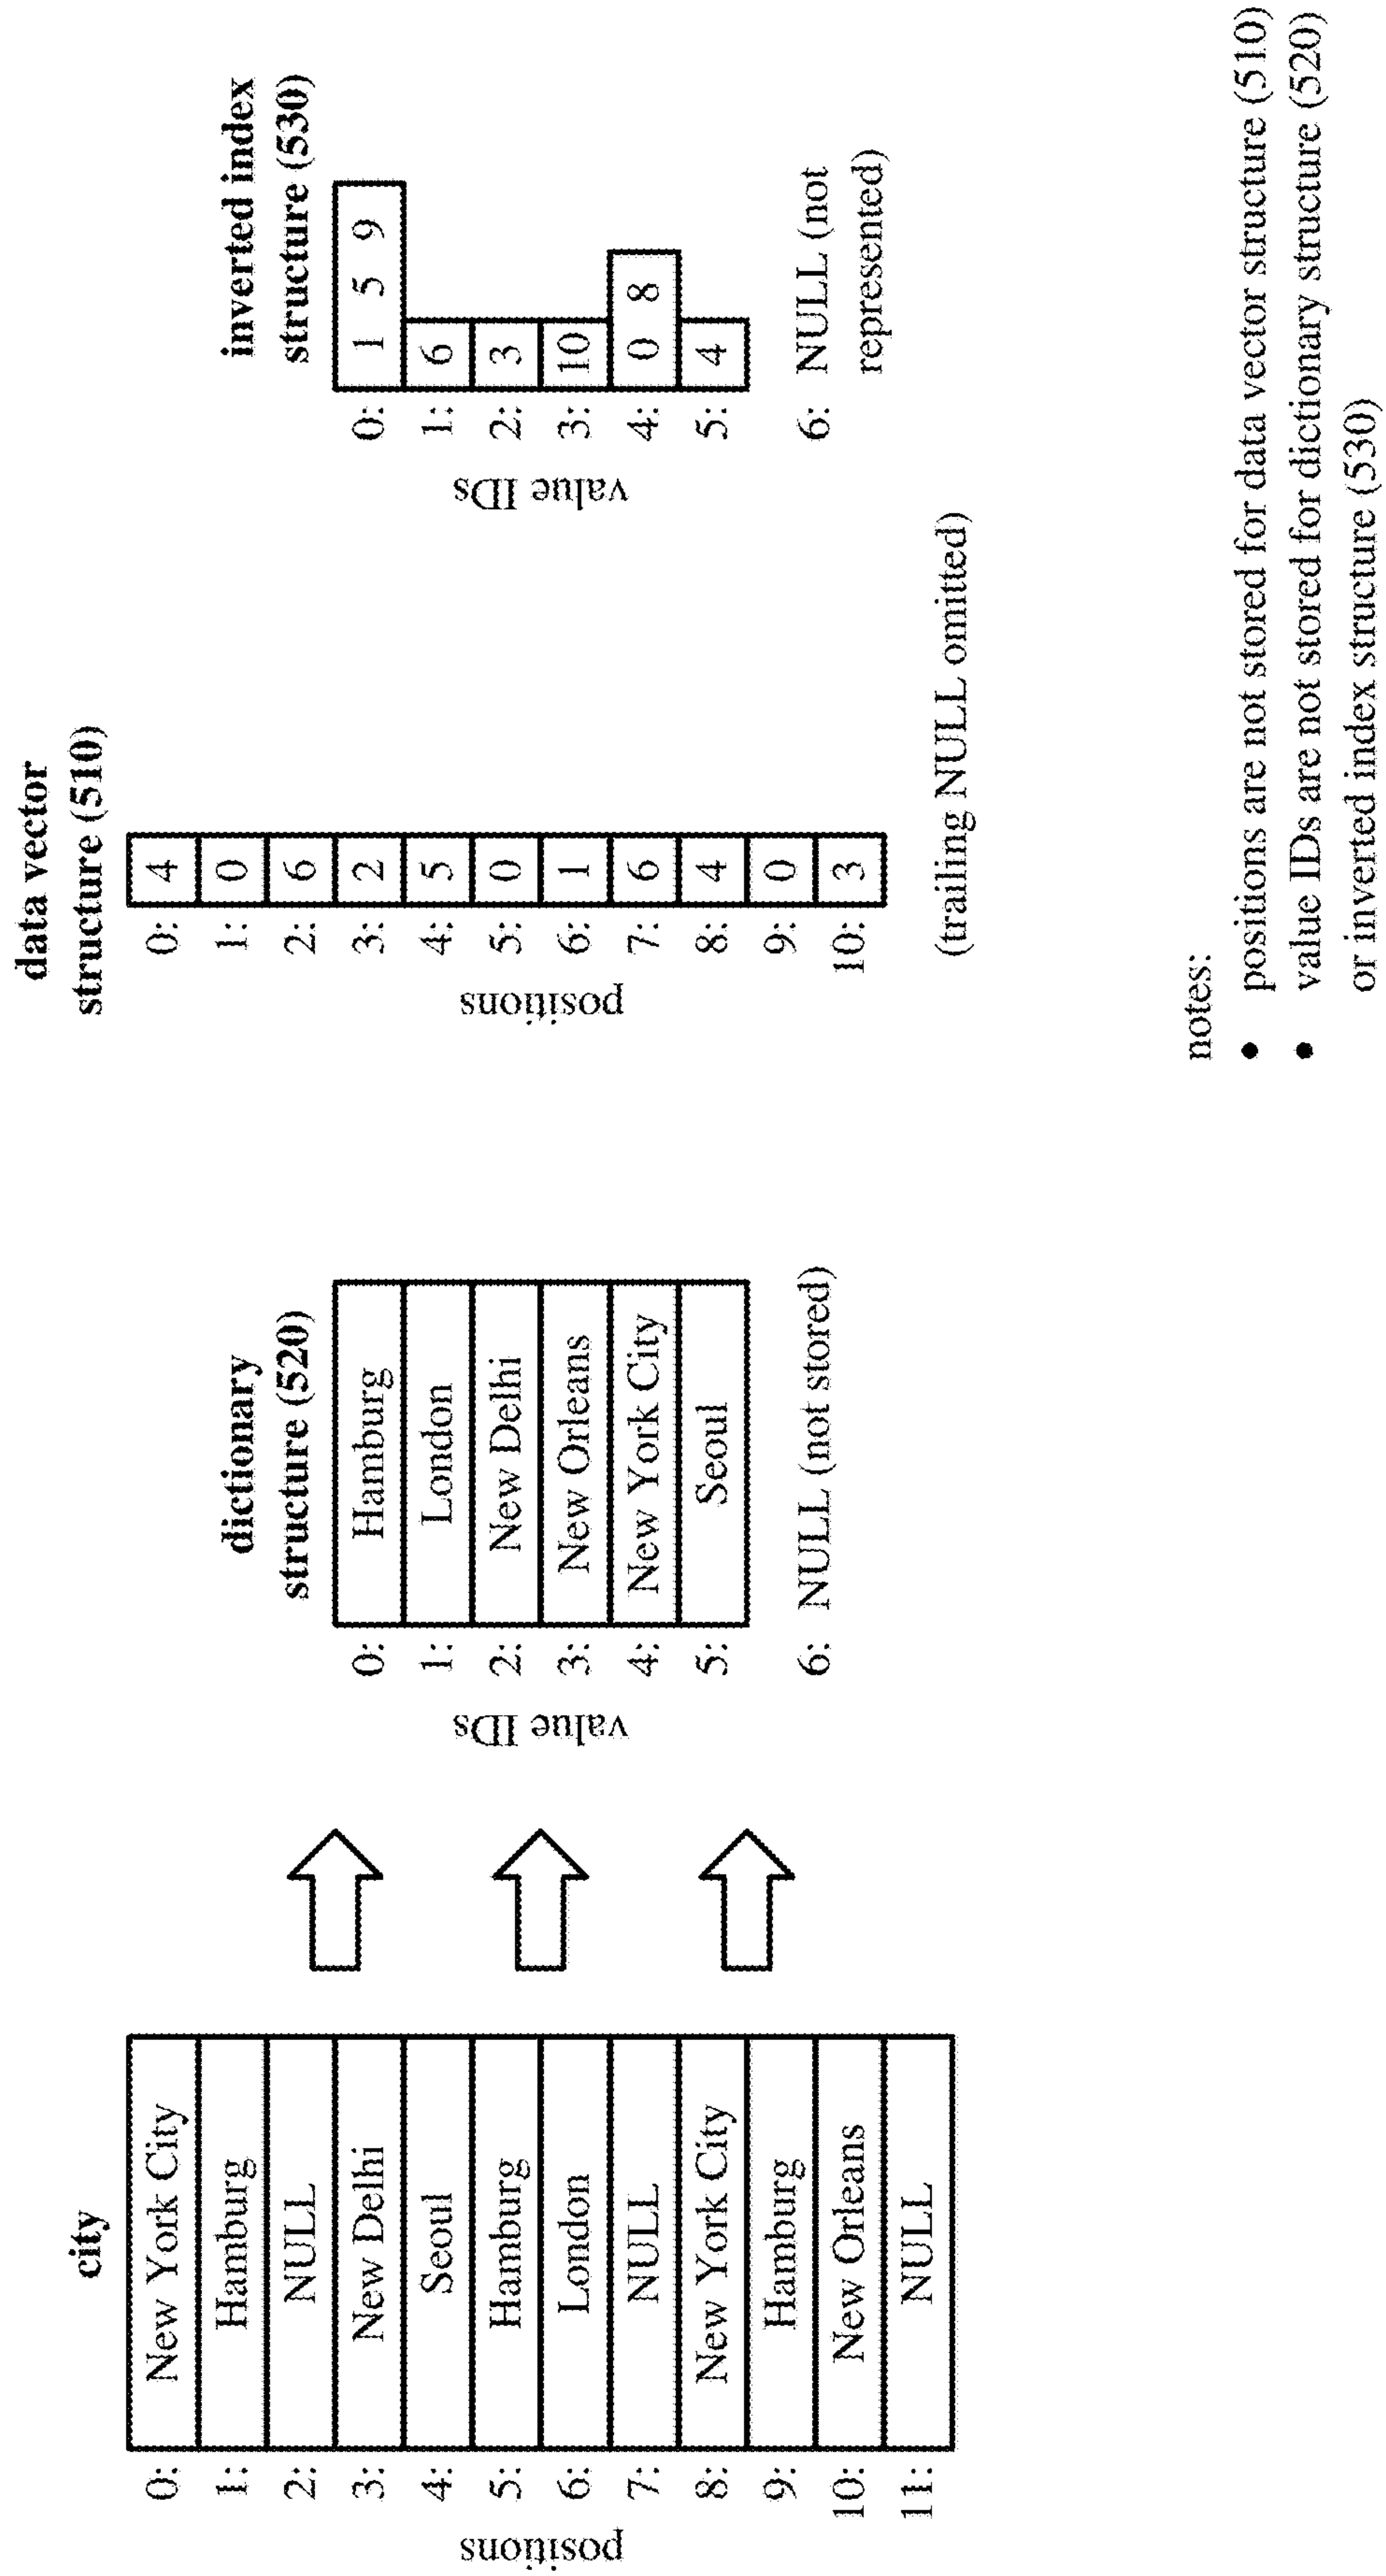 city
positions
0: New York City
1: Hamburg
2: NULL
3: New Delhi
4: Seoul
5: Hamburg
6: London
7: NULL
8: New York City
9: Hamburg
10: New Orleans
11: NULL
dictionary
structure (520)
value IDs
0: Hamburg
1: London
2: New Delhi
3: New Orleans
4: New York City
5: Seoul
6: NULL (not stored)
data vector
structure (510)
positions
0: 4
1: 0
2: 6
3: 2
4: 5
5: 0
6: 1
7: 6
8: 4
9: 0
10: 3
(trailing NULL omitted)
inverted index
structure (530)
value IDs
0: 1 5 9
1: 6
2: 3
3: 10
4: 0 8
5: 4
6: NULL (not
represented)
notes:
• positions are not stored for data vector structure (510)
• value IDs are not stored for dictionary structure (520)
or inverted index structure (530)